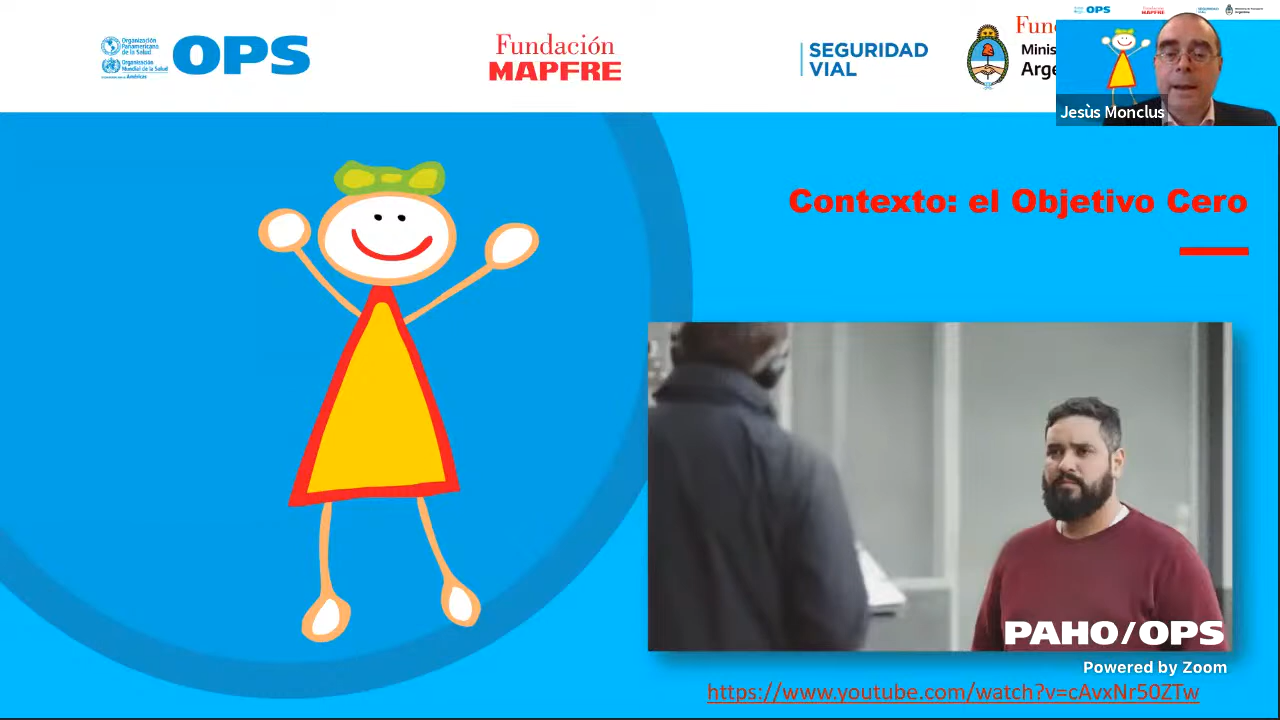 Organización
Panamericana
de la Salud
Organización
Mundial de la Salud
OPS
Fundación
MAPFRE
SEGURIDAD
VIAL
Minis
Arge
Fun
OPS
Jesùs Monclus
Contexto: el Objetivo Cero
PAHO/OPS
Powered by Zoom
https://www.youtube.com/watch?v=cAvxNr50ZTw